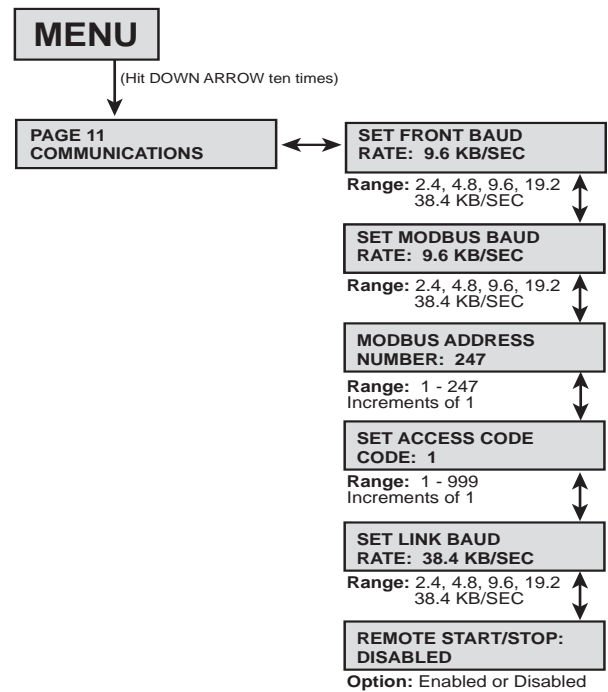 MENU
(Hit DOWN ARROW ten times)
PAGE 11
COMMUNICATIONS
SET FRONT BAUD
RATE: 9.6 KB/SEC
Range: 2.4, 4.8, 9.6, 19.2
38.4 KB/SEC
SET MODBUS BAUD
RATE: 9.6 KB/SEC
Range: 2.4, 4.8, 9.6, 19.2
38.4 KB/SEC
MODBUS ADDRESS
NUMBER: 247
Range: 1 - 247
Increments of 1
SET ACCESS CODE
CODE: 1
Range: 1 - 999
Increments of 1
SET LINK BAUD
RATE: 38.4 KB/SEC
Range: 2.4, 4.8, 9.6, 19.2
38.4 KB/SEC
REMOTE START/STOP:
DISABLED
Option: Enabled or Disabled